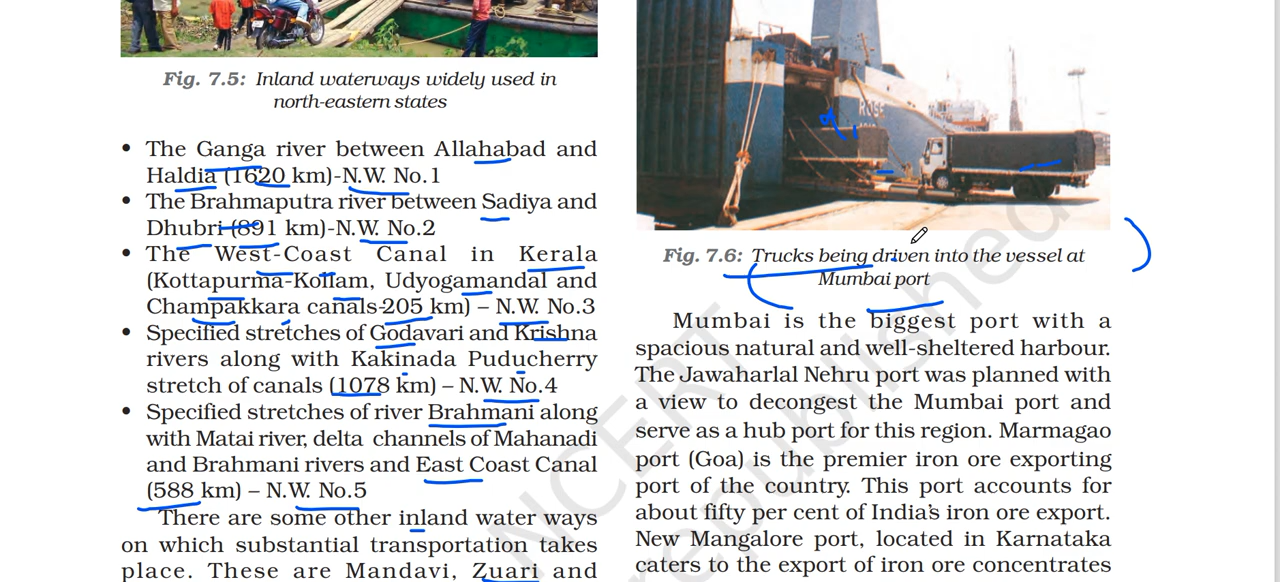 Fig. 7.5: Inland waterways widely used in
north-eastern states
• The Ganga river between Allahabad and
Haldia (1620 km)-N.W. No.1
• The Brahmaputra river between Sadiya and
Dhubri (891 km)-N.W. No.2
• The West-Coast Canal in Kerala
(Kottapurma-Kollam, Udyogamandal and
Champakkara canals-205 km) – N.W. No.3
• Specified stretches of Godavari and Krishna
rivers along with Kakinada Puducherry
stretch of canals (1078 km) – N.W. No.4
• Specified stretches of river Brahmani along
with Matai river, delta channels of Mahanadi
and Brahmani rivers and East Coast Canal
(588 km) – N.W. No.5
There are some other inland water ways
on which substantial transportation takes
place. These are Mandavi, Zuari and
ROSE
Fig. 7.6: Trucks being driven into the vessel at
Mumbai port
Mumbai is the biggest port with a
spacious natural and well-sheltered harbour.
The Jawaharlal Nehru port was planned with
a view to decongest the Mumbai port and
serve as a hub port for this region. Marmagao
port (Goa) is the premier iron ore exporting
port of the country. This port accounts for
about fifty per cent of India's iron ore export.
New Mangalore port, located in Karnataka
caters to the export of iron ore concentrates
NCERT
republished